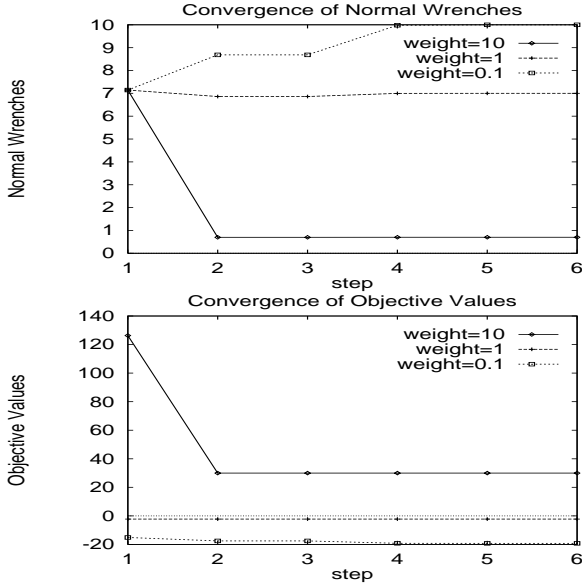 Convergence of Normal Wrenches
Normal Wrenches
10
9
8
7
6
5
4
3
2
1
0
weight=10
weight=1
weight=0.1
1 2 3 4 5 6
step
Convergence of Objective Values
Objective Values
140
120
100
80
60
40
20
0
-20
weight=10
weight=1
weight=0.1
1 2 3 4 5 6
step